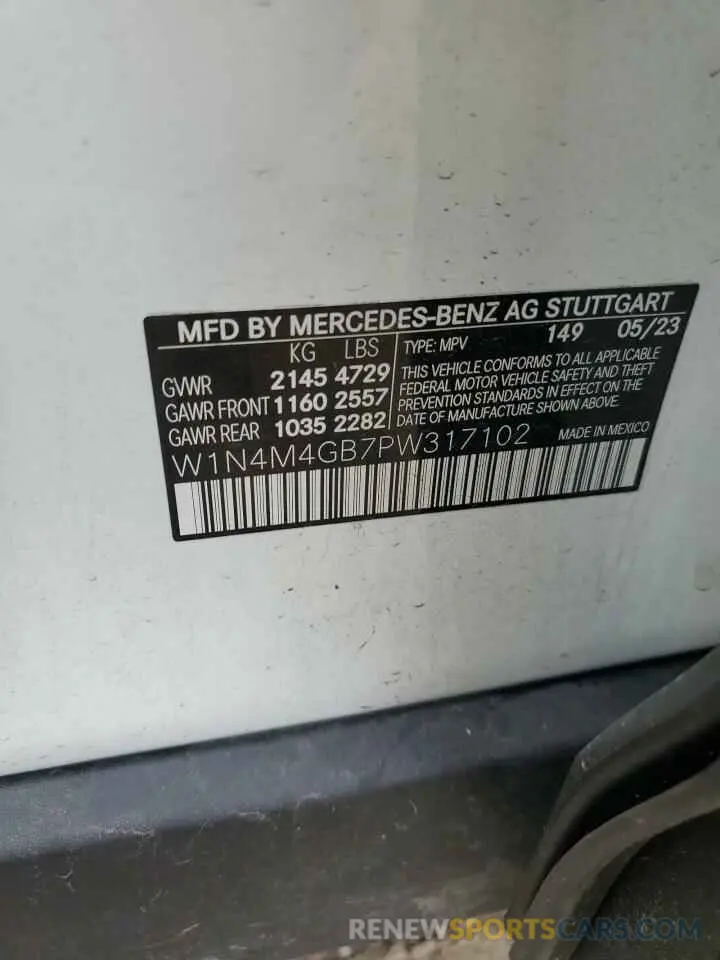 MFD BY MERCEDES-BENZ AG STUTTGART
KG LBS
GVWR 2145 4729
GAWR FRONT 1160 2557
GAWR REAR 1035 2282
TYPE: MPV 149 05/23
THIS VEHICLE CONFORMS TO ALL APPLICABLE
FEDERAL MOTOR VEHICLE SAFETY AND THEFT
PREVENTION STANDARDS IN EFFECT ON THE
DATE OF MANUFACTURE SHOWN ABOVE.
W1N4M4GB7PW317102
MADE IN MEXICO
RENEWSPORTSCARS.COM